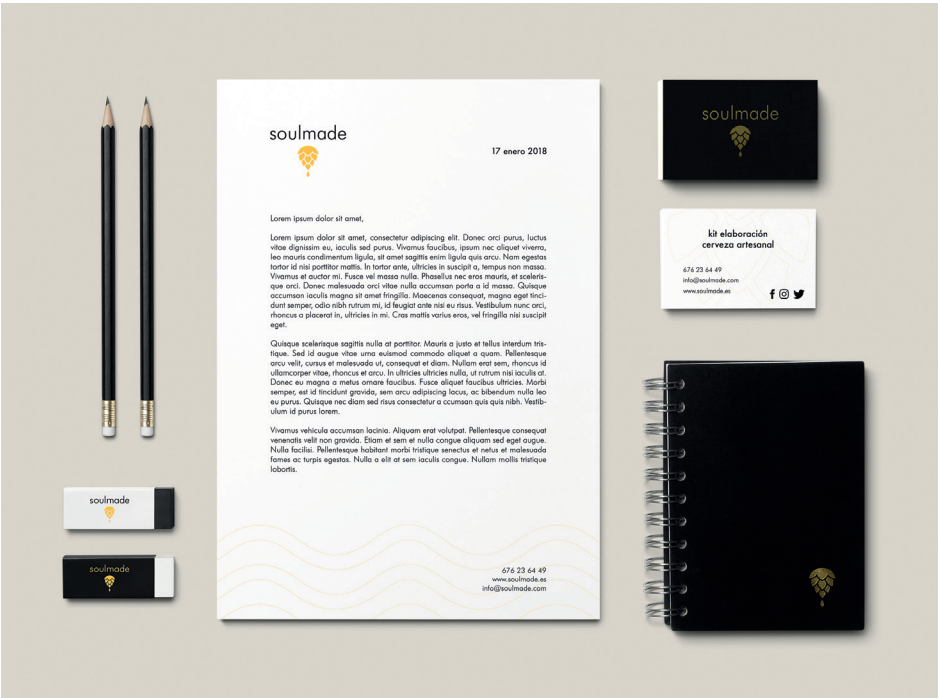 soulmade
17 enero 2018
Lorem ipsum dolor sit amet,
Lorem ipsum dolor sit amet, consectetur adipiscing elit. Donec orci purus, luctus
vitae dignissim eu, iaculis sed purus. Vivamus faucibus, ipsum nec aliquet viverra,
leo mauris condimentum ligula, sit amet sagittis enim ligula quis arcu. Nam egestas
tortor id nisi porttitor mattis. In tortor ante, ultricies in suscipit a, tempus non massa.
Vivamus et auctor mi. Fusce vel massa nulla. Phasellus nec eros mauris, et sceleris-
que orci. Donec malesuada orci vitae nulla accumsan porta a id massa. Quisque
accumsan iaculis magna sit amet fringilla. Maecenas consequat, magna eget tinci-
dunt semper, odio nibh rutrum mi, id feugiat ante nisi eu risus. Vestibulum nunc orci,
rhoncus a placerat in, ultricies in mi. Cras mattis varius eros, vel fringilla nisi suscipit
eget.
Quisque scelerisque sagittis nulla at porttitor. Mauris a justo et tellus interdum tris-
tique. Sed id augue vitae urna euismod commodo aliquet a quam. Pellentesque
arcu velit, cursus et malesuada ut, consequat et diam. Nullam erat sem, rhoncus id
ullamcorper vitae, rhoncus et arcu. In ultricies ultricies nulla, ut rutrum nisi iaculis at.
Donec eu magna a metus ornare faucibus. Fusce aliquet faucibus ultricies. Morbi
semper, est id tincidunt gravida, sem arcu adipiscing lacus, ac bibendum nulla leo
eu purus. Quisque nec diam sed risus consectetur a ccumsan quis quis nibh. Vestib-
ulum id purus lorem.
Vivamus vehicula accumsan lacinia. Aliquam erat volutpat. Pellentesque consequat
venenatis velit non gravida. Etiam et sem et nulla congue aliquam sed eget augue.
Nulla facilisi. Pellentesque habitant morbi tristique senectus et netus et malesuada
fames ac turpis egestas. Nulla a elit at sem iaculis congue. Nullam mollis tristique
lobortis.
676 23 64 49
www.soulmade.es
info@soulmade.com
soulmade
kit elaboración
cerveza artesanal
676 23 64 49
info@soulmade.com
www.soulmade.es
soulmade
soulmade